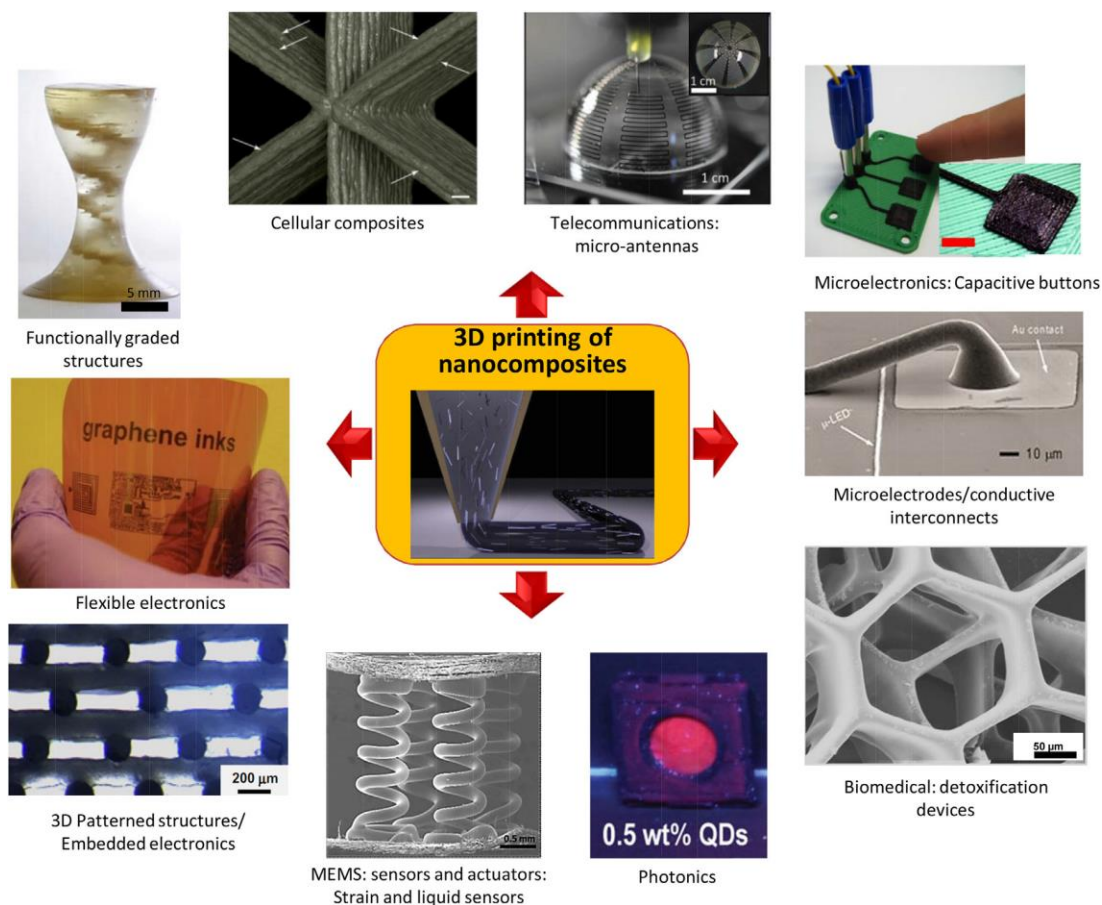 Cellular composites
1 cm
1 cm
Telecommunications:
micro-antennas
Microelectronics: Capacitive buttons
5 mm
Functionally graded
structures
3D printing of
nanocomposites
Au contact
μ-LED
10 μm
Microelectrodes/conductive
interconnects
graphene inks
Flexible electronics
200 μm
3D Patterned structures/
Embedded electronics
0.5 mm
MEMS: sensors and actuators:
Strain and liquid sensors
0.5 wt% QDs
Photonics
50 μm
Biomedical: detoxification
devices